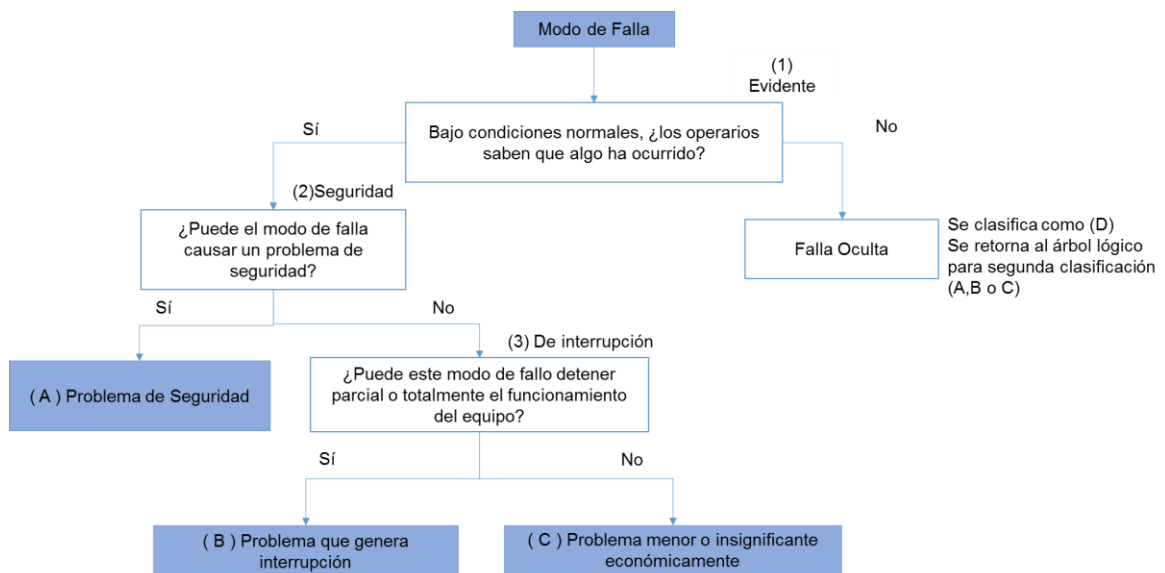 Modo de Falla
(1)
Evidente
Sí
Bajo condiciones normales, ¿los operarios
saben que algo ha ocurrido?
No
(2)Seguridad
¿Puede el modo de falla
causar un problema de
seguridad?
Falla Oculta
Se clasifica como (D)
Se retorna al árbol lógico
para segunda clasificación
(A,B o C)
Sí
No
(3) De interrupción
( A ) Problema de Seguridad
¿Puede este modo de fallo detener
parcial o totalmente el funcionamiento
del equipo?
Sí
No
( B ) Problema que genera
interrupción
( C ) Problema menor o insignificante
económicamente